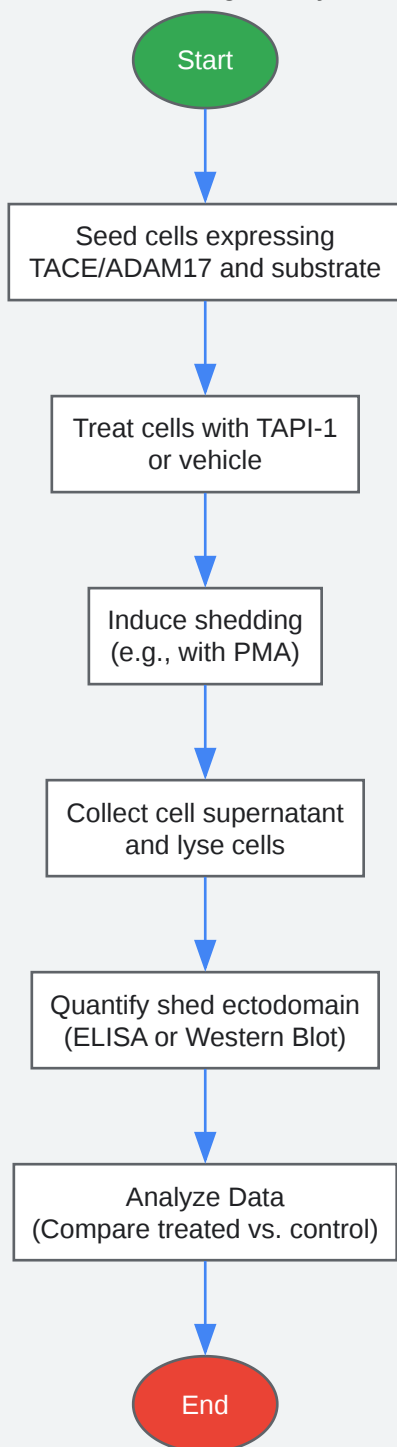 Start
Seed cells expressing
TACE/ADAM17 and substrate
Treat cells with TAPI-1
or vehicle
Induce shedding
(e.g., with PMA)
Collect cell supernatant
and lyse cells
Quantify shed ectodomain
(ELISA or Western Blot)
Analyze Data
(Compare treated vs. control)
End